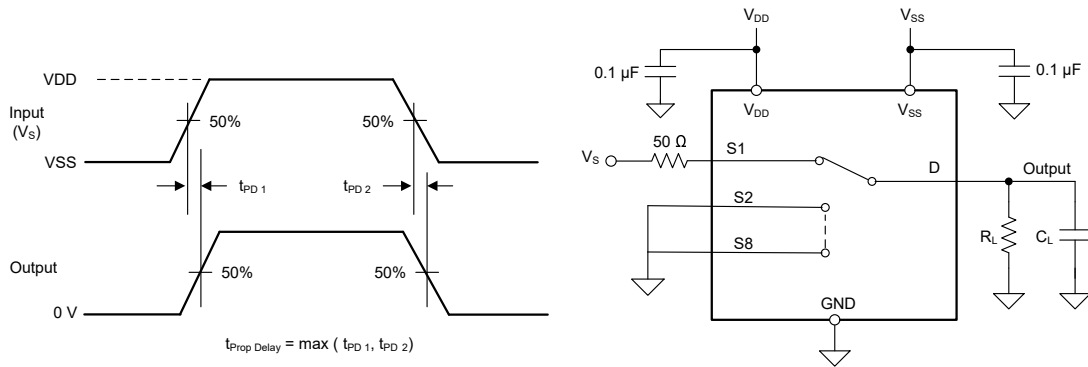 VDD
Input
(VS)
VSS
50%
50%
tPD 1
tPD 2
Output
0 V
50%
50%
tProp Delay = max ( tPD 1, tPD 2)
VDD
VSS
0.1 µF
0.1 µF
VDD
VSS
50 Ω
VS
S1
D
Output
S2
S8
RL
CL
GND